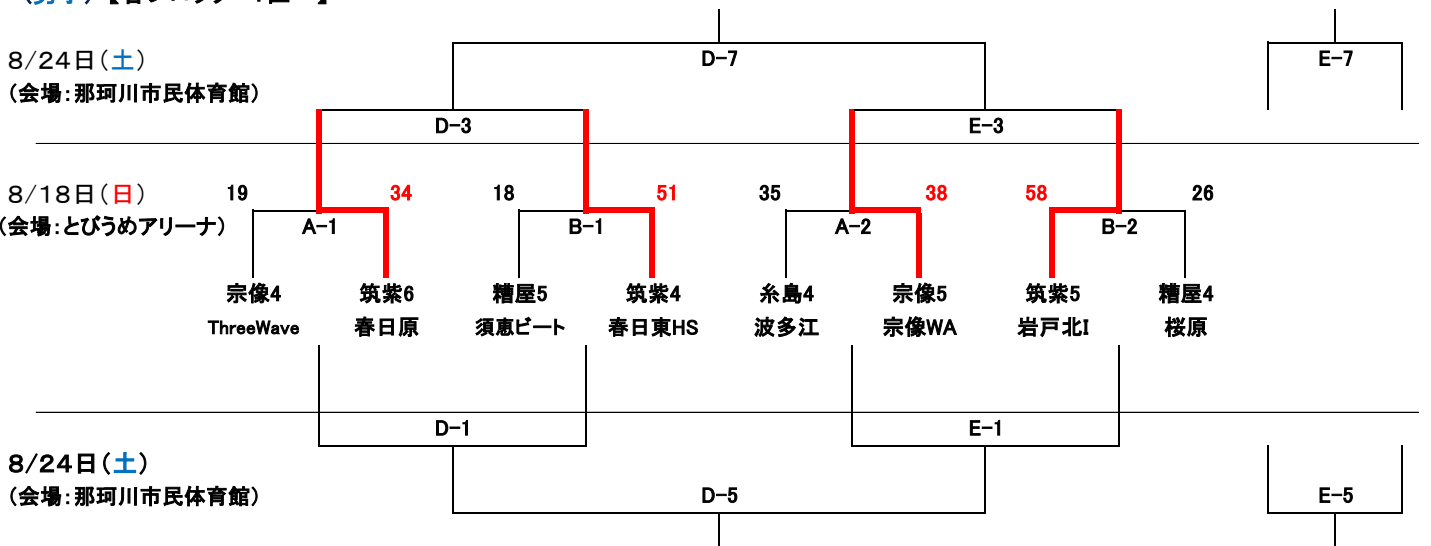 D-7
E-7
8/24日(土)
(会場:那珂川市民体育館)
D-3
E-3
8/18日(日)
19
34
18
51
35
38
58
26
(会場:とびうめアリーナ)
A-1
B-1
A-2
B-2
宗像4
筑紫6
糟屋5
筑紫4
糸島4
宗像5
筑紫5
糟屋4
ThreeWave
春日原
須恵ビート
春日東HS
波多江
宗像WA
岩戸北I
桜原
D-1
E-1
8/24日(土)
(会場:那珂川市民体育館)
D-5
E-5